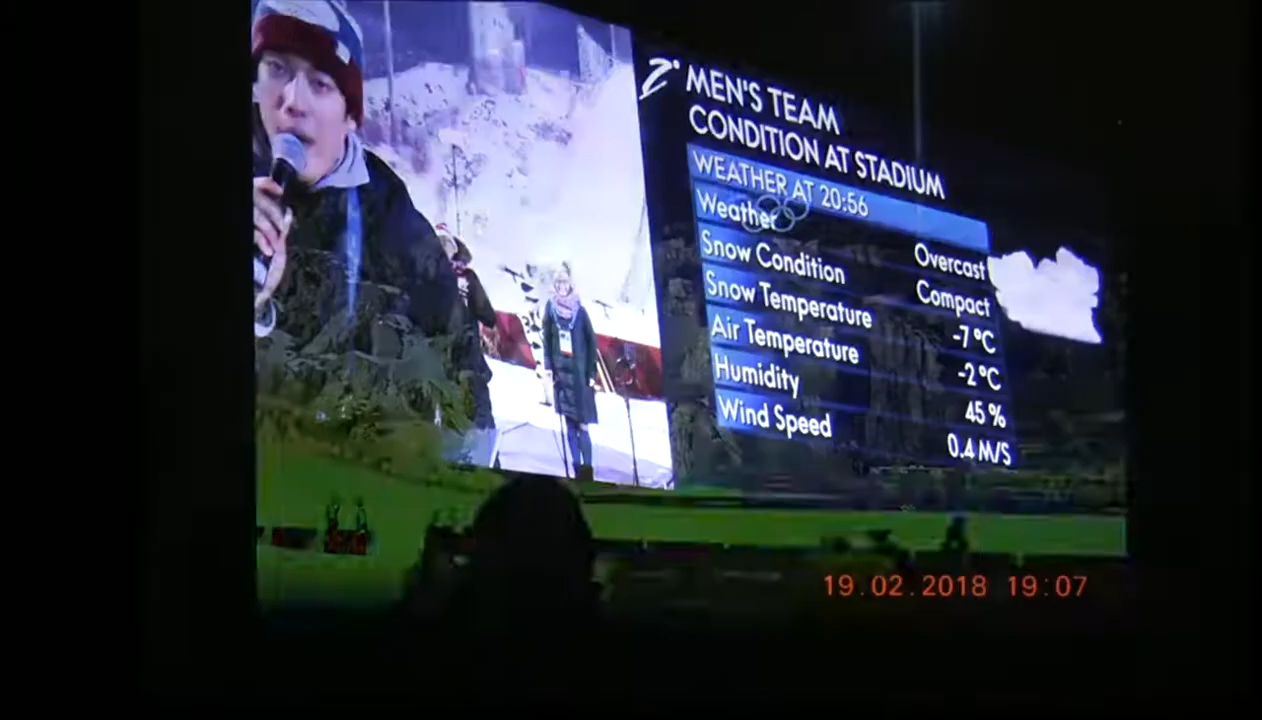 MEN'S TEAM
CONDITION AT STADIUM
WEATHER AT 20:56
Weather Overcast
Snow Condition Compact
Snow Temperature -7 °C
Air Temperature -2 °C
Humidity 45 %
Wind Speed 0.4 M/S
19.02.2018 19:07